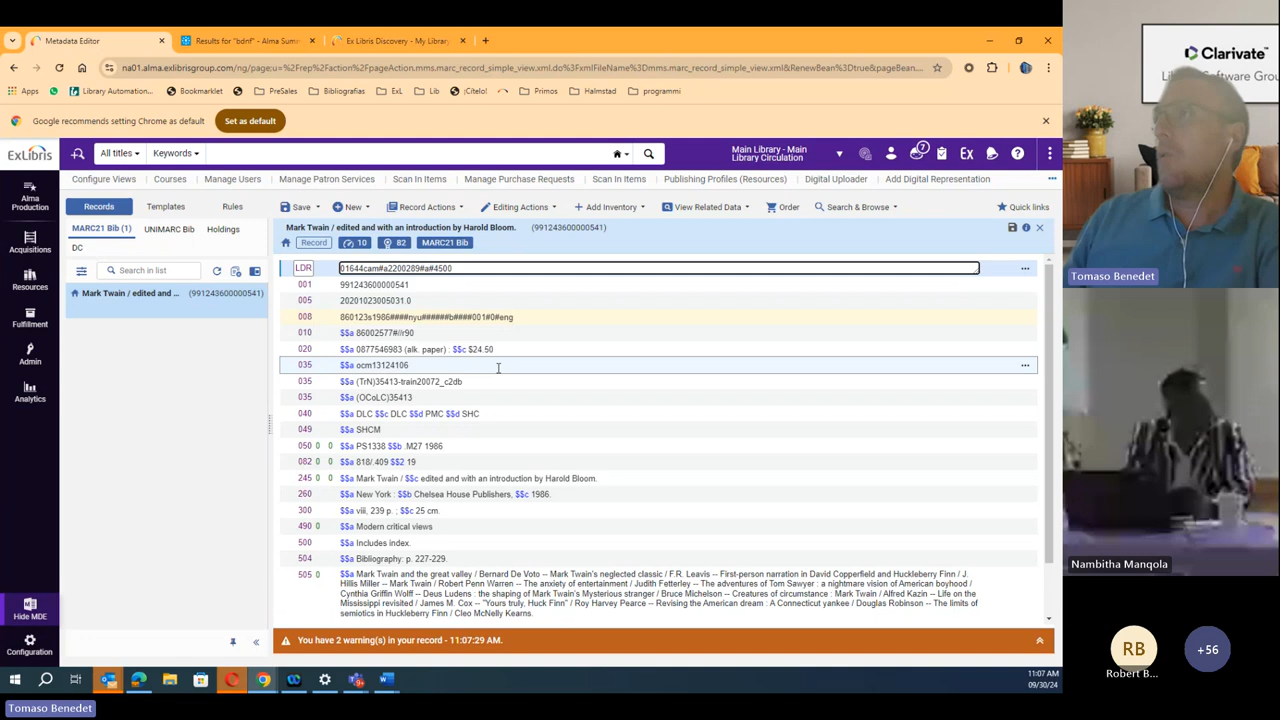 Metadata Editor
Results for "bdnf" - Alma Sum
Ex Libris Discovery - My Library
na01.alma.exlibrisgroup.com/ng/page;u=%2Frep%2Faction%2FpageAction.mms.marc_record_simple_view.xml.do%3FxmlFileName%3Dmms.marc_record_simple_view.xml&RenewBean%3Dtrue&pageBean....
Apps
Library Automation...
Bookmarklet
PreSales
Bibliografias
ExL
Lib
¡Cítelo!
Primos
Halmstad
programmi
Google recommends setting Chrome as default
Set as default
ExLibris
All titles
Keywords
Main Library - Main
Library Circulation
7
Ex
Configure Views
Courses
Manage Users
Manage Patron Services
Scan In Items
Manage Purchase Requests
Scan In Items
Publishing Profiles (Resources)
Digital Uploader
Add Digital Representation
Alma
Production
Acquisitions
Resources
Fulfillment
Admin
Analytics
Hide MDE
Configuration
Records
Templates
Rules
MARC21 Bib (1)
UNIMARC Bib
Holdings
DC
Search in list
Mark Twain / edited and ... (991243600000541)
Save
New
Record Actions
Editing Actions
Add Inventory
View Related Data
Order
Search & Browse
Quick links
Mark Twain / edited and with an introduction by Harold Bloom. (991243600000541)
Record
10
82
MARC21 Bib
LDR 01644cam#a2200289#a#4500
001 991243600000541
005 20201023005031.0
008 860123s1986####nyu######b####001#0#eng
010 $$a 86002577#//r90
020 $$a 0877546983 (alk. paper) : $$c $24.50
035 $$a ocm13124106
035 $$a (TrN)35413-train20072_c2db
035 $$a (OCoLC)35413
040 $$a DLC $$c DLC $$d PMC $$d SHC
049 $$a SHCM
050 0 0 $$a PS1338 $$b .M27 1986
082 0 0 $$a 818/.409 $$2 19
245 0 0 $$a Mark Twain / $$c edited and with an introduction by Harold Bloom.
260 $$a New York : $$b Chelsea House Publishers, $$c 1986.
300 $$a viii, 239 p. ; $$c 25 cm.
490 0 $$a Modern critical views
500 $$a Includes index.
504 $$a Bibliography: p. 227-229.
505 0 $$a Mark Twain and the great valley / Bernard De Voto -- Mark Twain's neglected classic / F.R. Leavis -- First-person narration in David Copperfield and Huckleberry Finn / J.
Hillis Miller -- Mark Twain / Robert Penn Warren -- The anxiety of entertainment / Judith Fetterley -- The adventures of Tom Sawyer : a nightmare vision of American boyhood /
Cynthia Griffin Wolff -- Deus Ludens : the shaping of Mark Twain's Mysterious stranger / Bruce Michelson -- Creatures of circumstance : Mark Twain / Alfred Kazin -- Life on the
Mississippi revisited / James M. Cox -- "Yours truly, Huck Finn" / Roy Harvey Pearce -- Revising the American dream : A Connecticut yankee / Douglas Robinson -- The limits of
semiotics in Huckleberry Finn / Cleo McNelly Kearns.
You have 2 warning(s) in your record - 11:07:29 AM.
11:07 AM
09/30/24
Tomaso Benedet
Clarivate
Software Grou
Tomaso Benedet
Nambitha Manqola
RB
Robert B...
+56